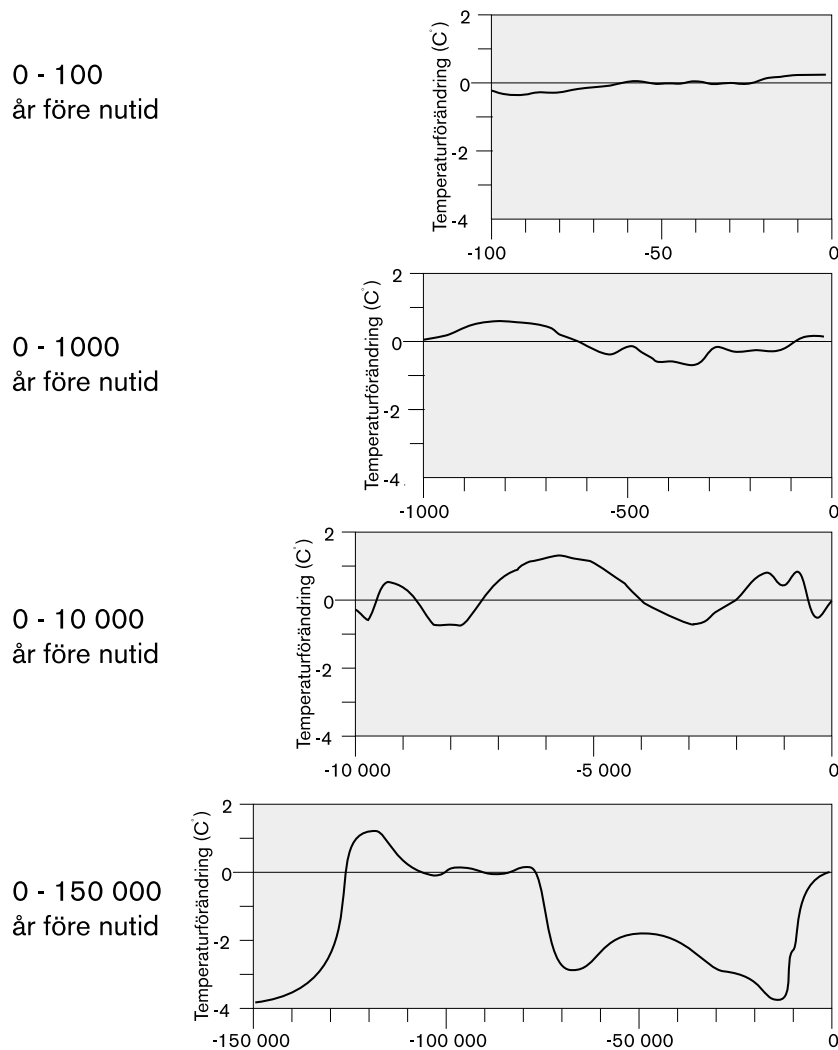 0 - 100
år före nutid
Temperaturförändring (C°)
2
0
-2
-4
-100
-50
0
0 - 1000
år före nutid
Temperaturförändring (C°)
2
0
-2
-4
-1000
-500
0
0 - 10 000
år före nutid
Temperaturförändring (C°)
2
0
-2
-4
-10 000
-5 000
0
0 - 150 000
år före nutid
Temperaturförändring (C°)
2
0
-2
-4
-150 000
-100 000
-50 000
0